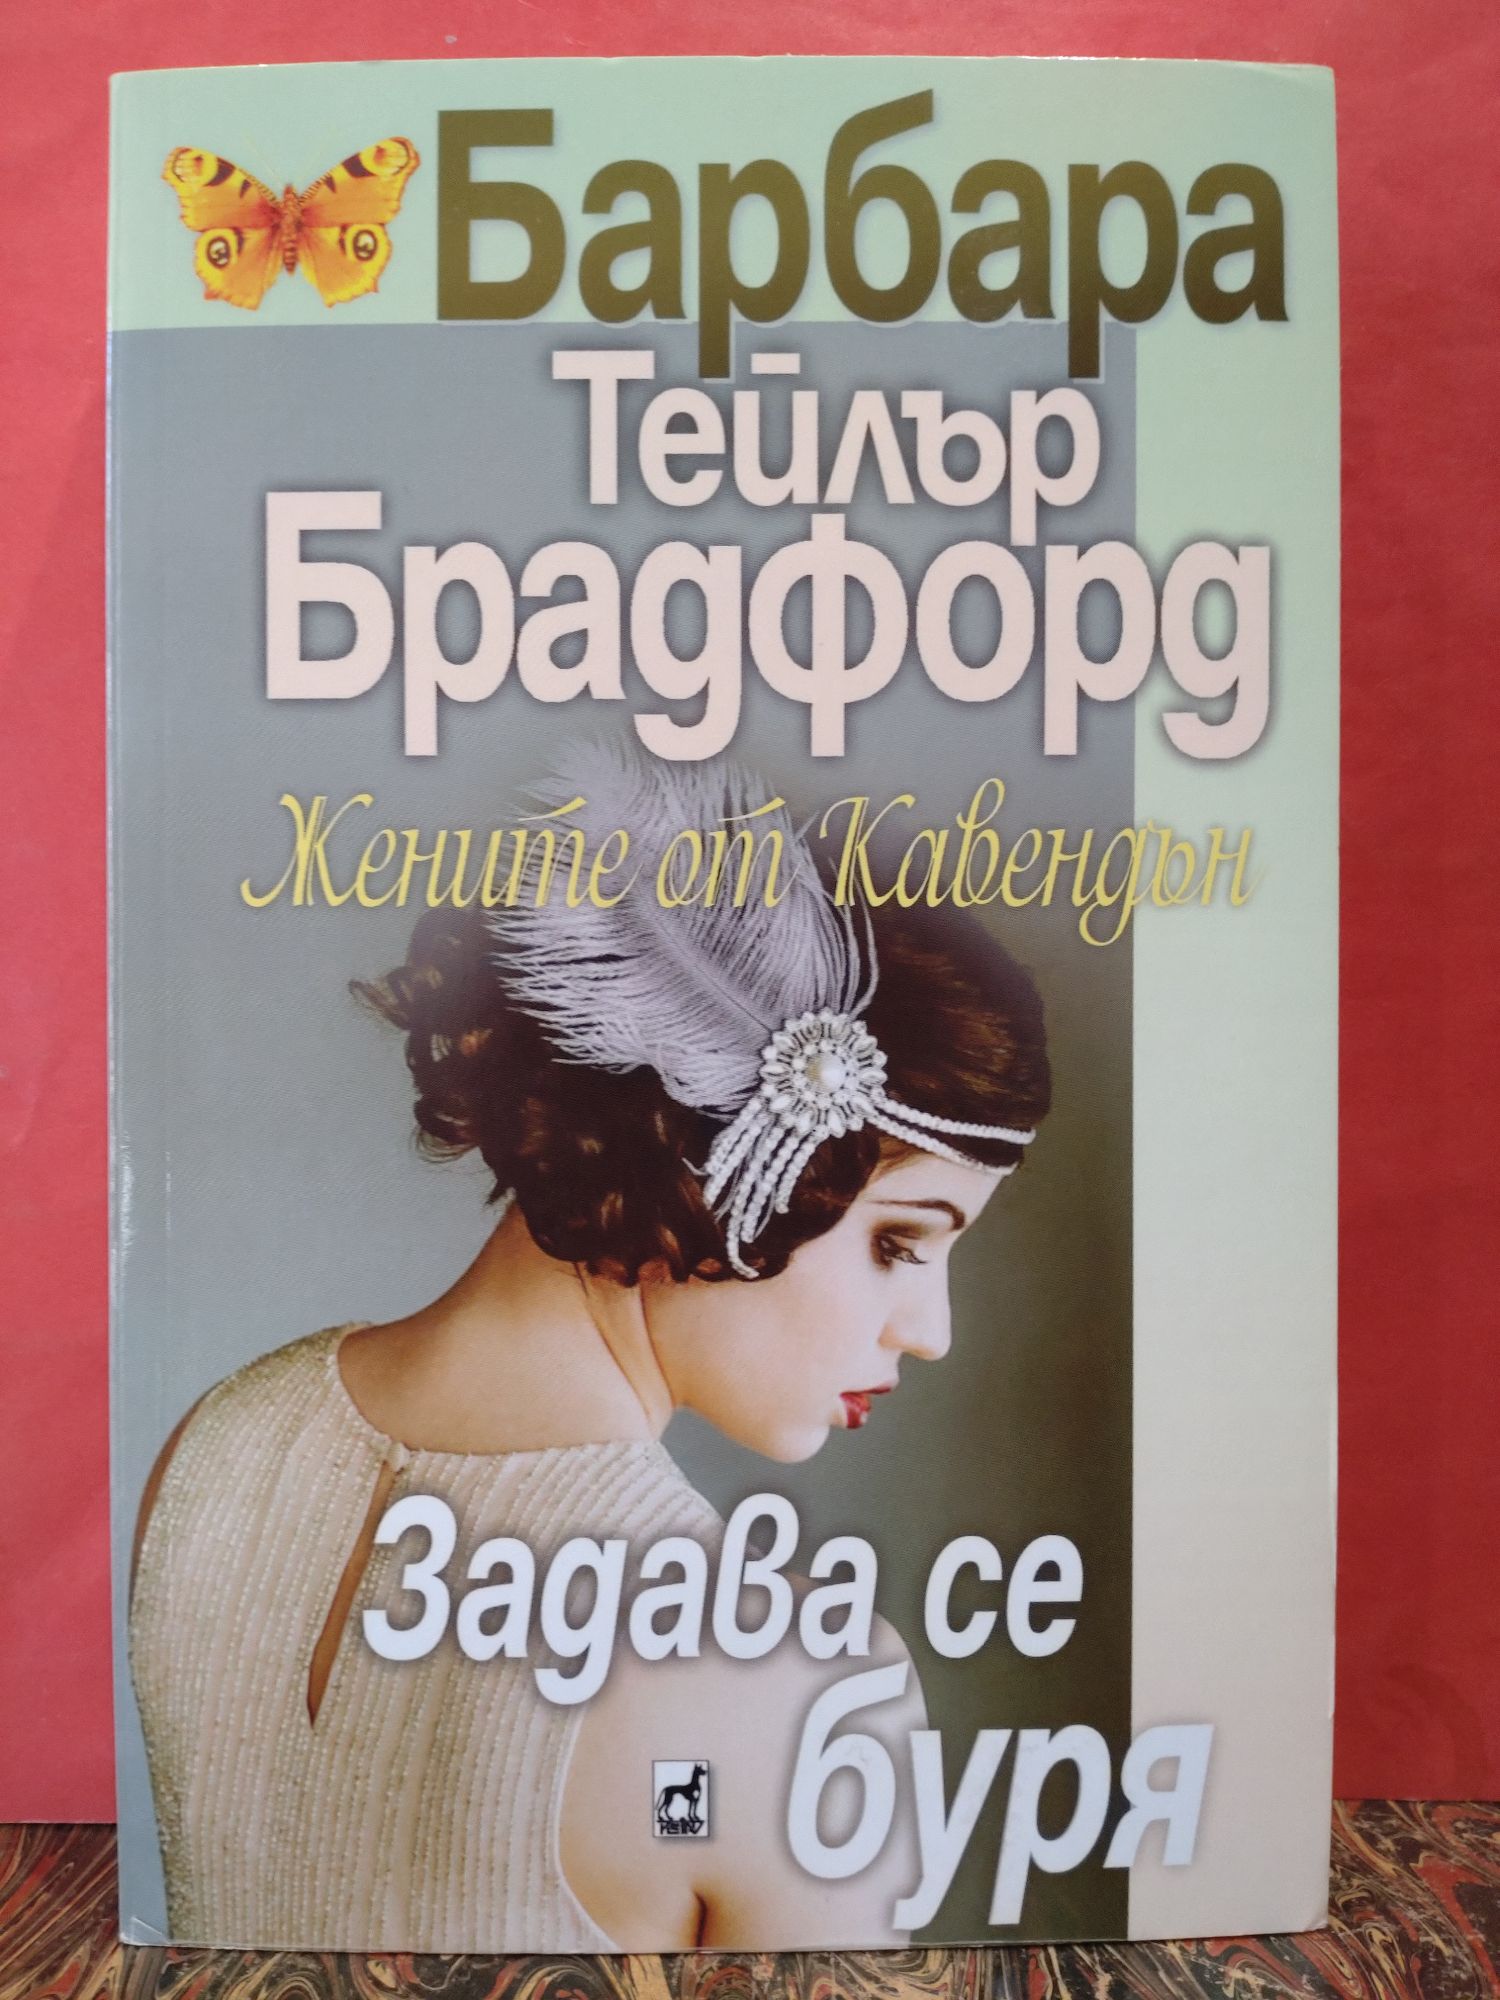 Барбара
Тейлър
Брадфорд
Жените от Кавендън
Задава се
буря